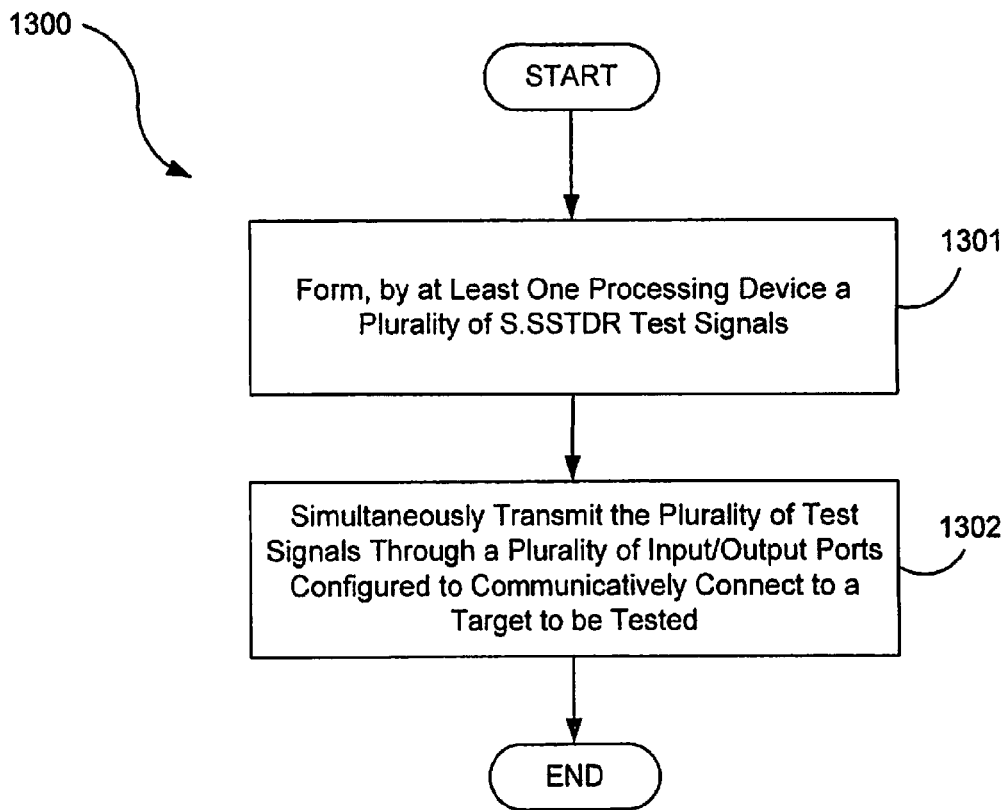 1300
START
Form, by at Least One Processing Device a
Plurality of S.SSTDR Test Signals
1301
Simultaneously Transmit the Plurality of Test
Signals Through a Plurality of Input/Output Ports
Configured to Communicatively Connect to a
Target to be Tested
1302
END